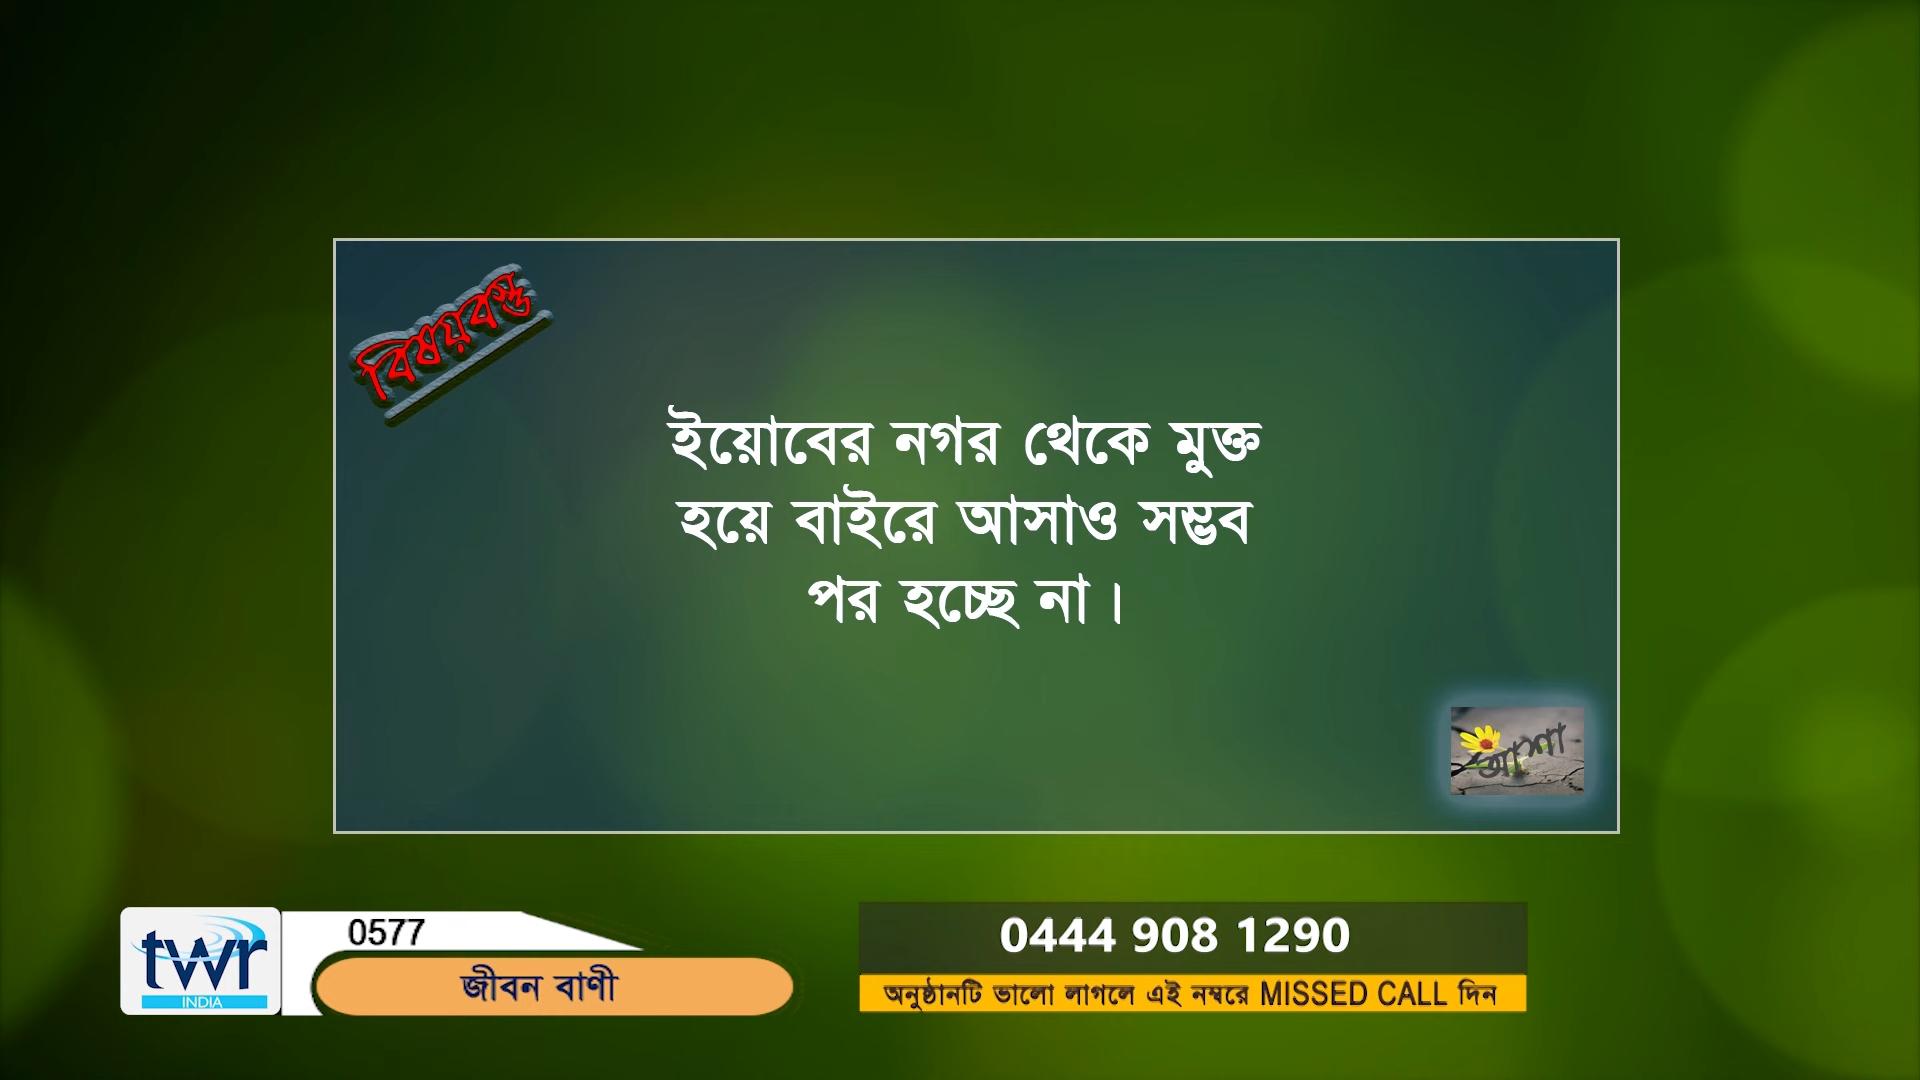 বিষয়বস্তু
ইয়োবের নগর থেকে মুক্ত
হয়ে বাইরে আসাও সম্ভব
পর হচ্ছে না।
আশা
twr
INDIA
0577
জীবন বাণী
0444 908 1290
অনুষ্ঠানটি ভালো লাগলে এই নম্বরে MISSED CALL দিন